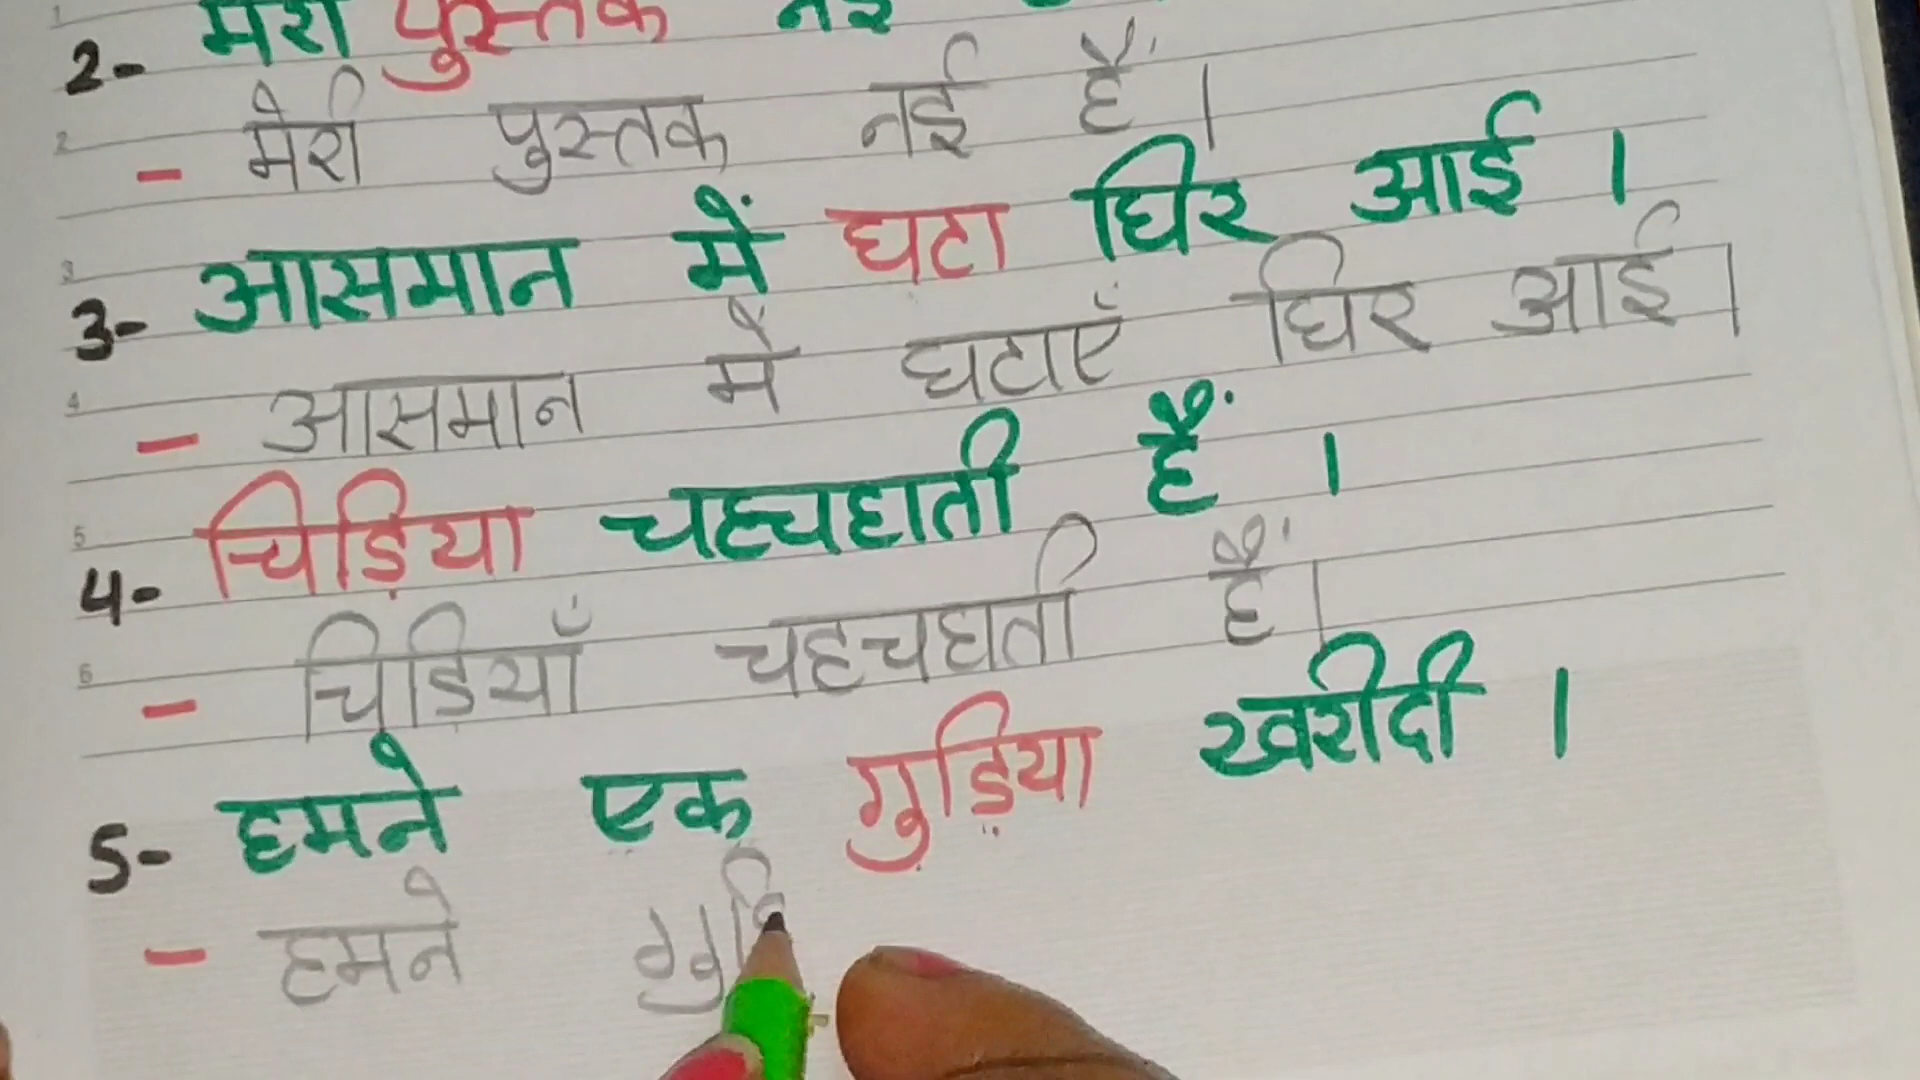 2- मेरी पुस्तक नई
- मेरी पुस्तक नई हैं।
3- आसमान में घटा घिर आई ।
- आसमान में घटाएँ घिर आई।
4- चिड़िया चहचहाती हैं ।
- चिड़ियाँ चहचहाती हैं।
5- हमने एक गुड़िया खरीदी ।
- हमने